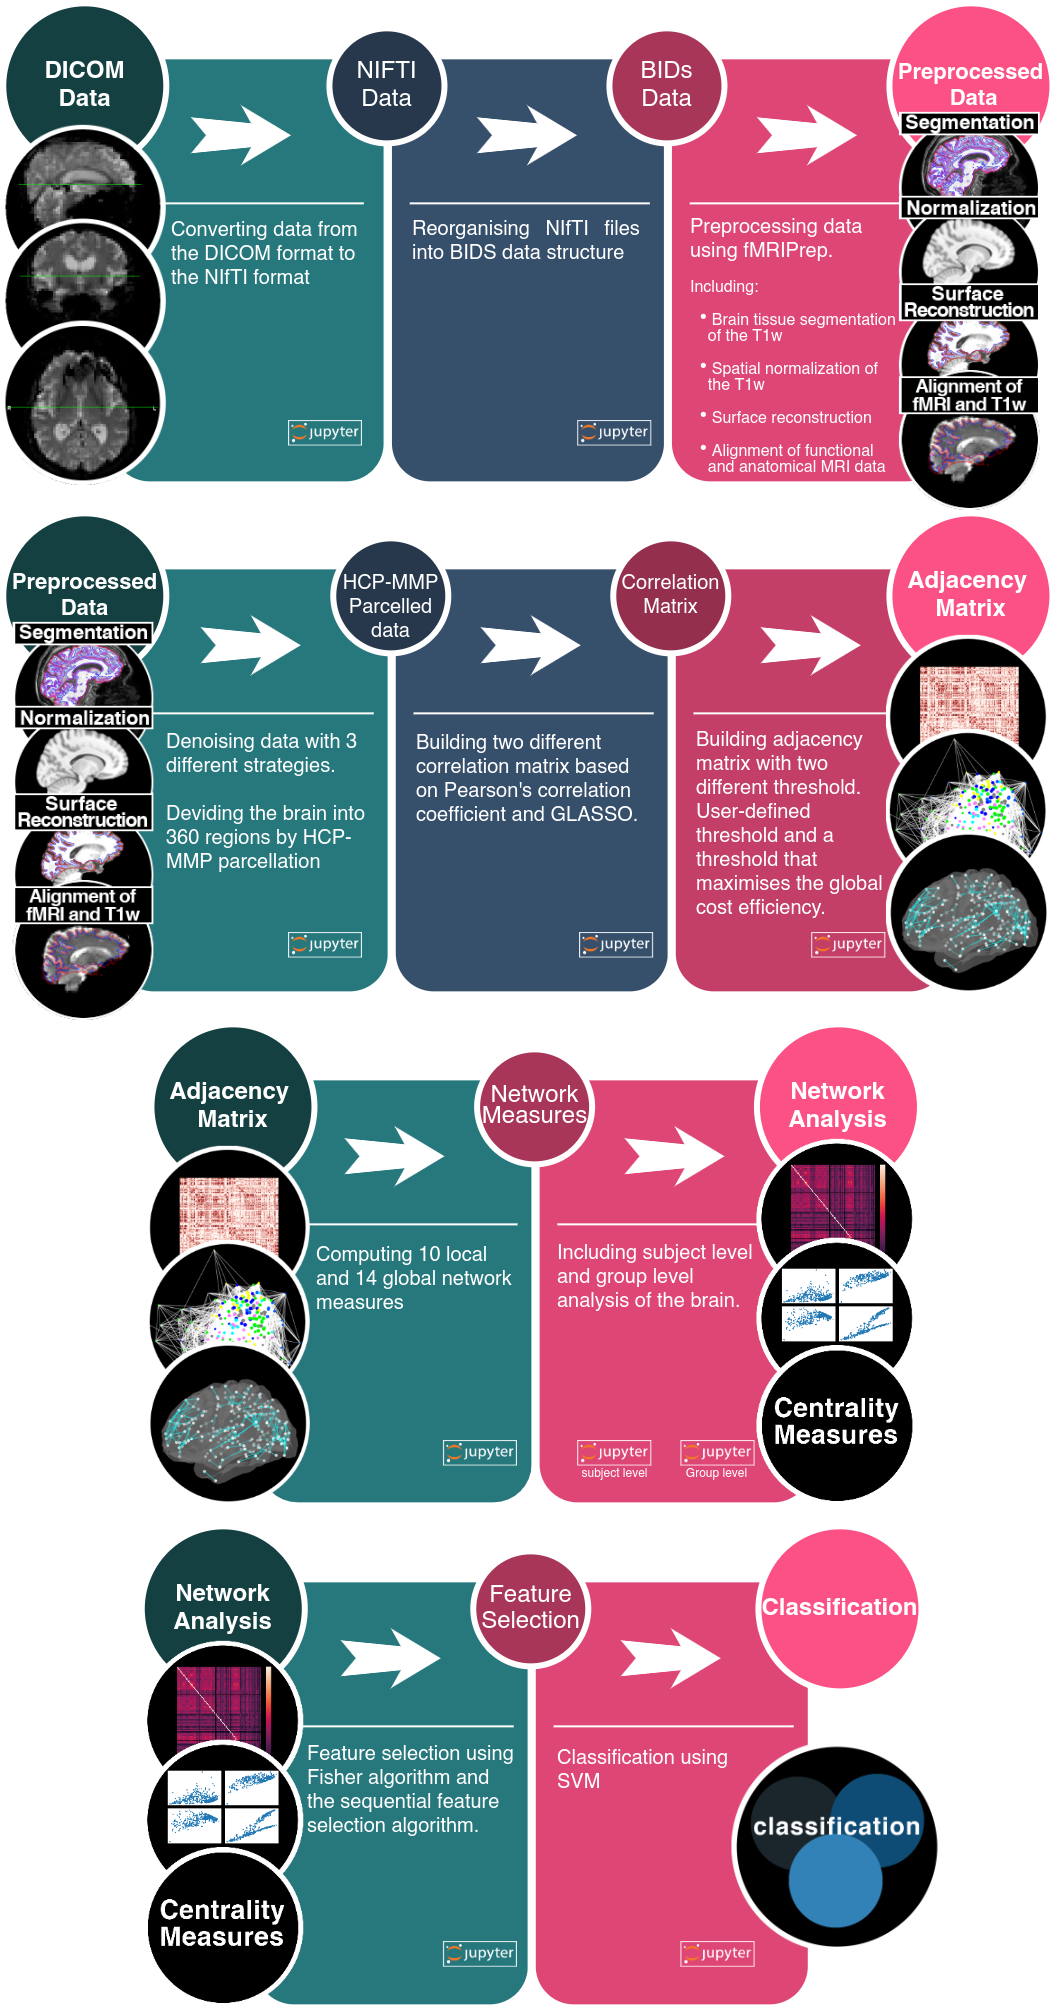 DICOM
Data
NIFTI
Data
BIDs
Data
Preprocessed
Data
Segmentation
Normalization
Surface
Reconstruction
Alignment of
fMRI and T1w
Converting data from
the DICOM format to
the NIfTI format
jupyter
Reorganising NIfTI files
into BIDS data structure
jupyter
Preprocessing data
using fMRIPrep.
Including:
• Brain tissue segmentation
of the T1w
• Spatial normalization of
the T1w
• Surface reconstruction
• Alignment of functional
and anatomical MRI data
Preprocessed
Data
Segmentation
Normalization
Surface
Reconstruction
Alignment of
fMRI and T1w
HCP-MMP
Parcelled
data
Correlation
Matrix
Adjacency
Matrix
Denoising data with 3
different strategies.
Deviding the brain into
360 regions by HCP-
MMP parcellation
jupyter
Building two different
correlation matrix based
on Pearson's correlation
coefficient and GLASSO.
jupyter
Building adjacency
matrix with two
different threshold.
User-defined
threshold and a
threshold that
maximises the global
cost efficiency.
jupyter
Adjacency
Matrix
Network
Measures
Network
Analysis
Computing 10 local
and 14 global network
measures
jupyter
Including subject level
and group level
analysis of the brain.
jupyter
subject level
jupyter
Group level
Centrality
Measures
Network
Analysis
Feature
Selection
Classification
Centrality
Measures
Feature selection using
Fisher algorithm and
the sequential feature
selection algorithm.
jupyter
Classification using
SVM
jupyter
classification